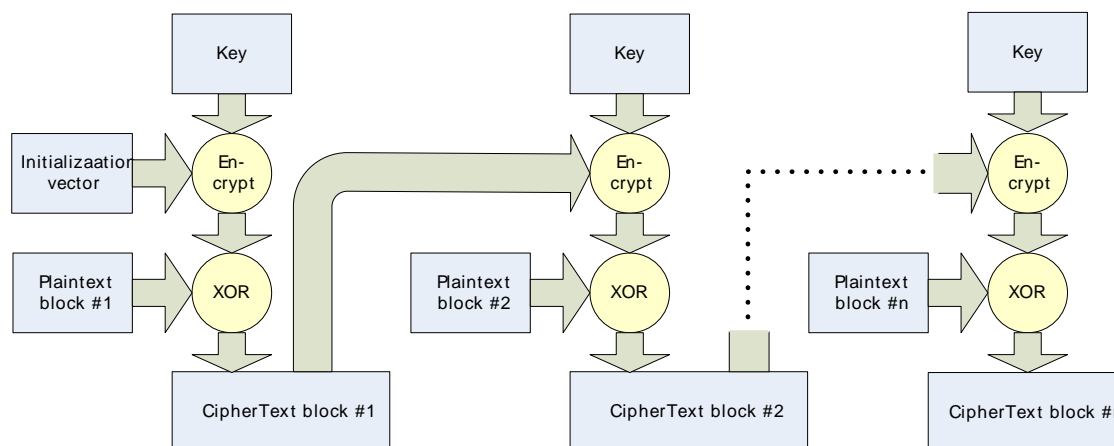 Key
Key
Key
Initializaation
vector
En-
crypt
En-
crypt
En-
crypt
Plaintext
block #1
XOR
Plaintext
block #2
XOR
Plaintext
block #n
XOR
CipherText block #1
CipherText block #2
CipherText block